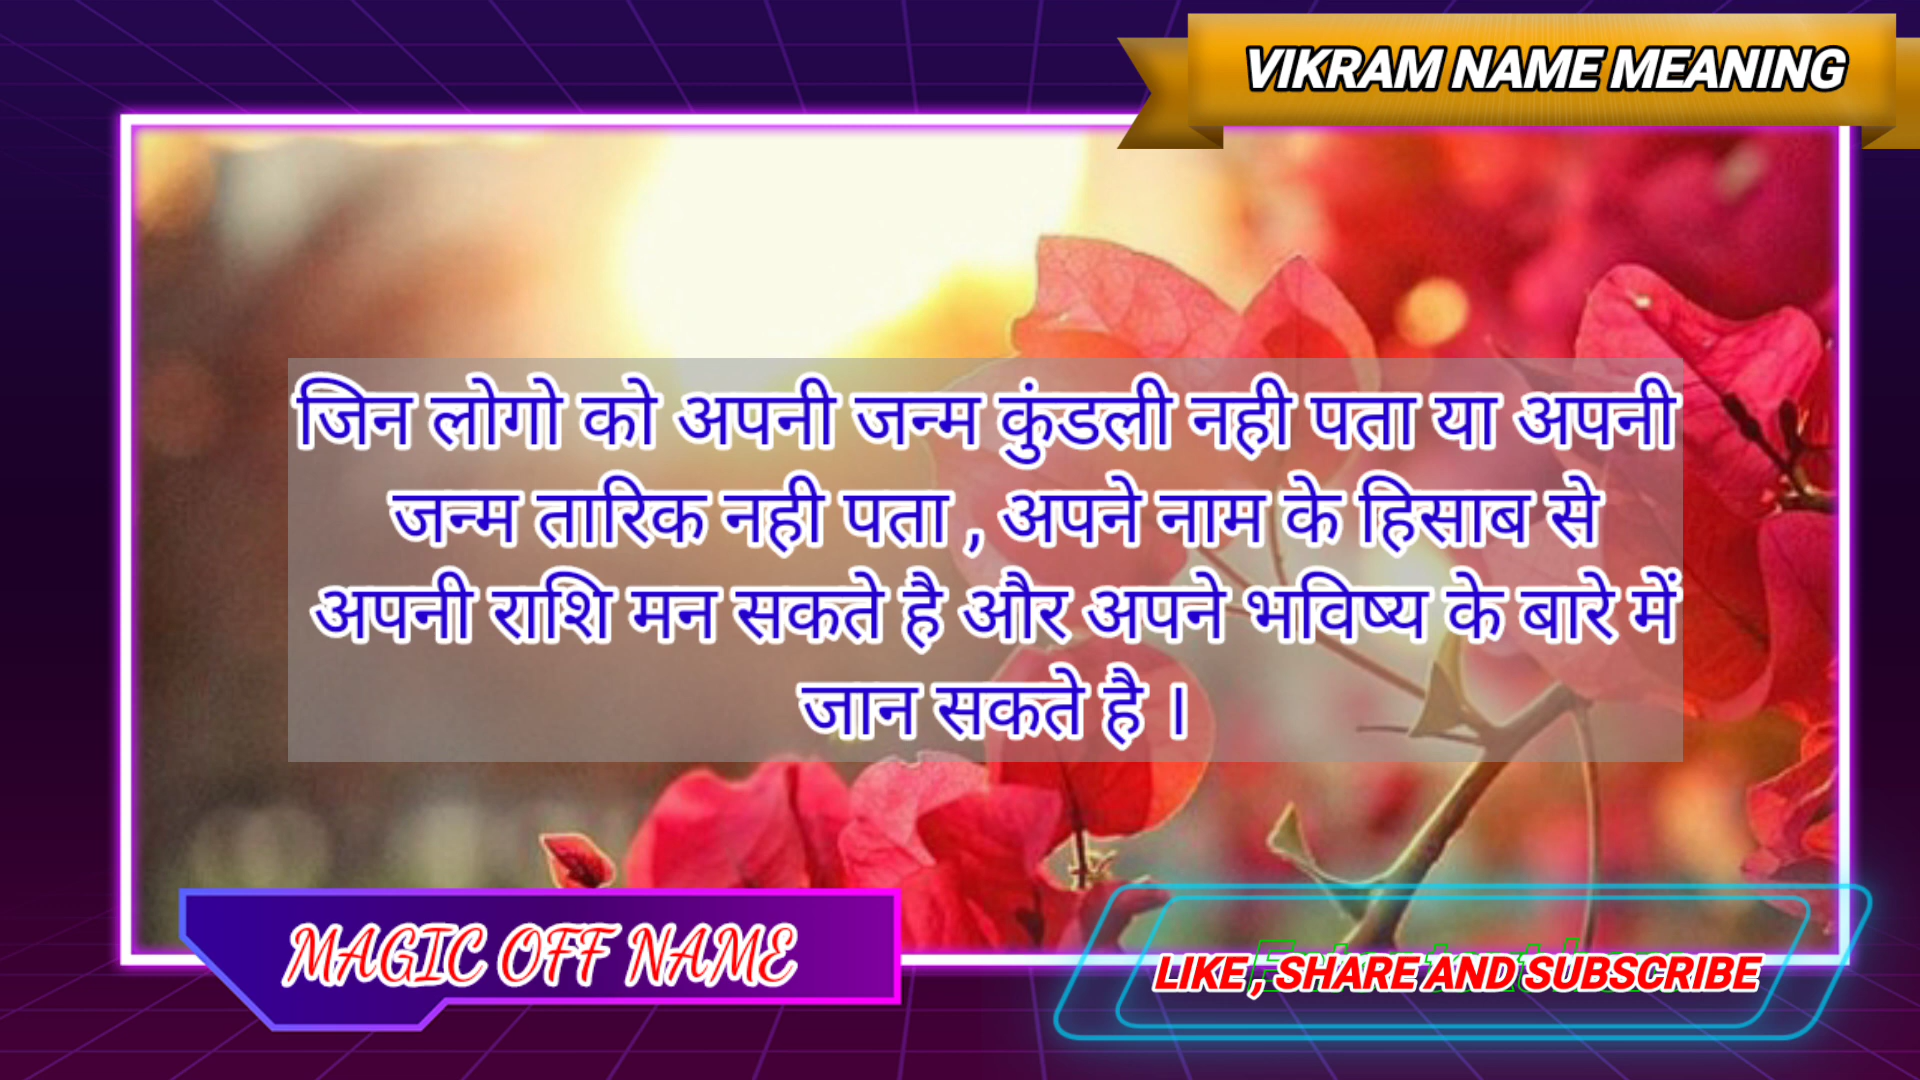 VIKRAM NAME MEANING
जिन लोगो को अपनी जन्म कुंडली नही पता या अपनी
जन्म तारिक नही पता , अपने नाम के हिसाब से
अपनी राशि मन सकते है और अपने भविष्य के बारे में
जान सकते है ।
MAGIC OFF NAME
LIKE , SHARE AND SUBSCRIBE